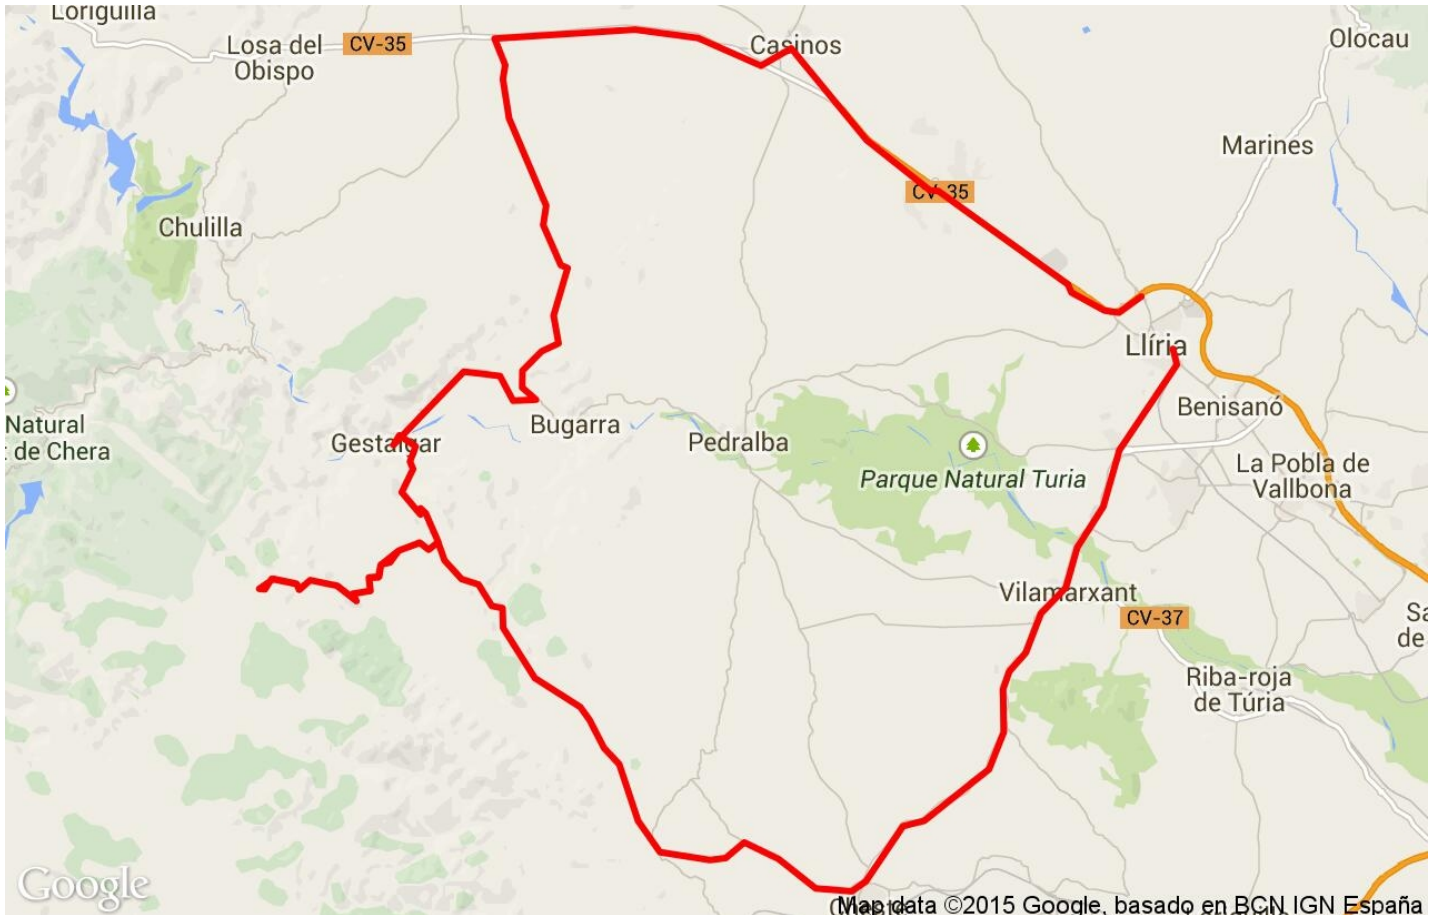 Loriguilla
Losa del
Obispo
CV-35
Casinos
Olocau
Marines
CV-35
Chulilla
Llíria
Benisanó
Natural
t de Chera
Gestalgar
Bugarra
Pedralba
Parque Natural Turia
La Pobla de
Vallbona
Vilamarxant
CV-37
Sa
de
Riba-roja
de Túria
Google
Map data ©2015 Google, basado en BCN IGN España